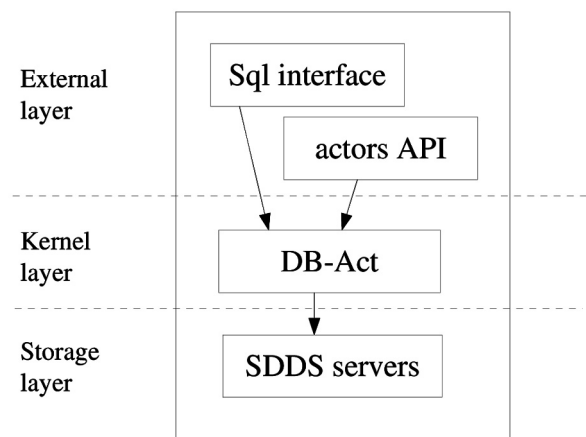 External
layer
Sql interface
actors API
Kernel
layer
DB-Act
Storage
layer
SDDS servers